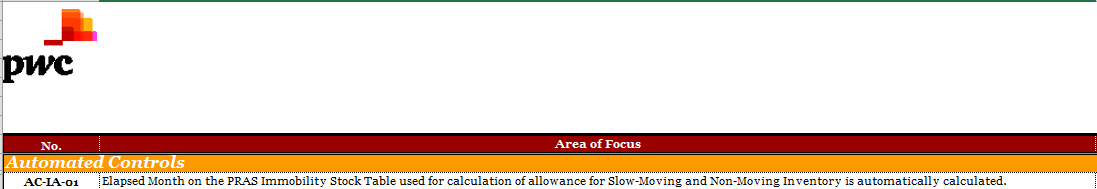 pwc
No. Area of Focus
Automated Controls
AC-IA-01 Elapsed Month on the PRAS Immobility Stock Table used for calculation of allowance for Slow-Moving and Non-Moving Inventory is automatically calculated.